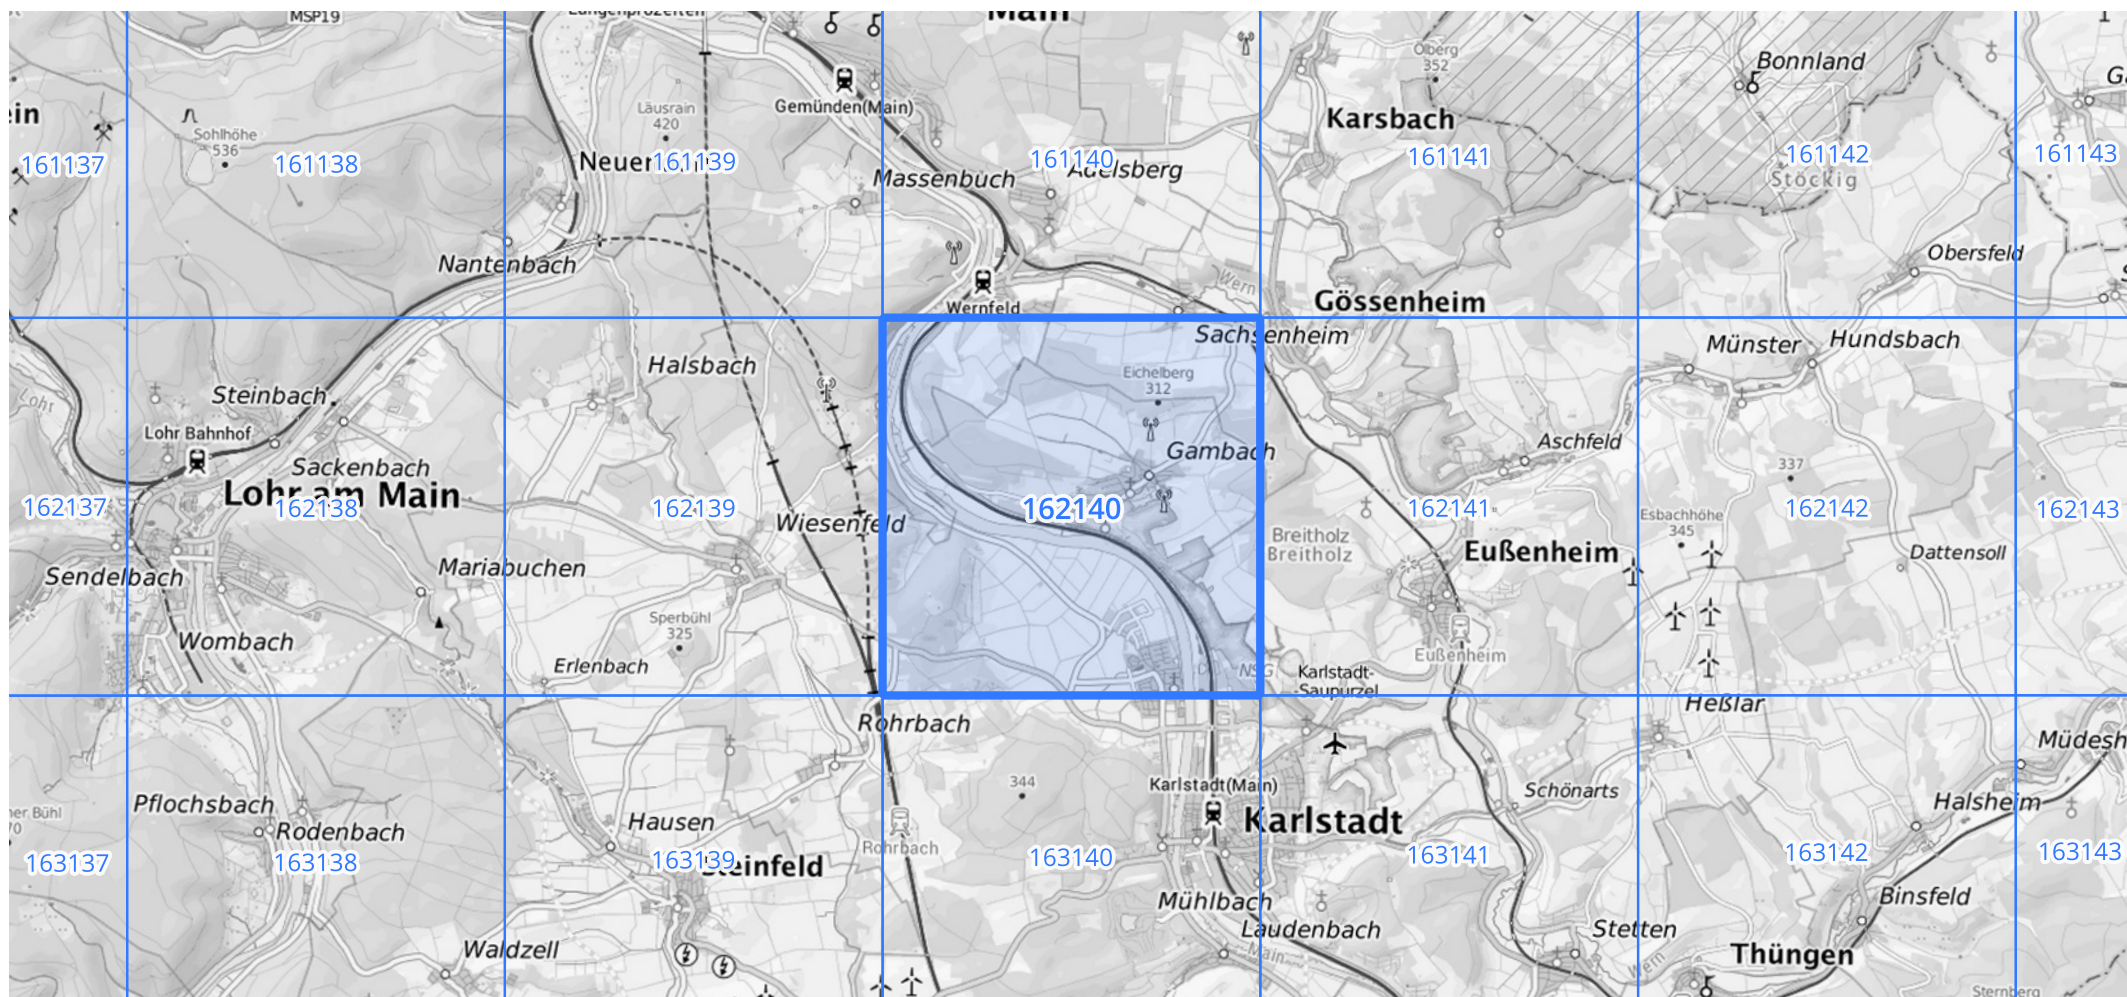 MSP19
Main
Ölberg
352
Bonnland
Gemünden(Main)
Läusrain
420
Karsbach
Sohlhöhe
536
161137
161138
161139
161140
161141
161142
161143
Massenbuch
Adelsberg
Stöckig
Nantenbach
Obersfeld
Wern
Wernfeld
Gössenheim
Sachsenheim
Münster
Hundsbach
Halsbach
Eichelberg
312
Steinbach
Lohr
Lohr Bahnhof
Gambach
Aschfeld
Sackenbach
337
Lohr am Main
162137
162138
162139
162140
162141
162142
162143
Wiesenfeld
Esbachhöhe
345
Breitholz
Breitholz
Eußenheim
Dattensoll
Sendelbach
Mariabuchen
Sperbühl
325
Wombach
Erlenbach
Eußenheim
NSG
Karlstadt-
Saupurzel
Rohrbach
Heßlar
344
Karlstadt(Main)
Schönarts
Pflochsbach
Halsheim
Hausen
Karlstadt
Rodenbach
Rohrbach
163137
163138
163139
163140
163141
163142
163143
Steinfeld
Mühlbach
Binsfeld
Laudenbach
Stetten
Waldzell
Main
Thüngen
Wern
Sternberg